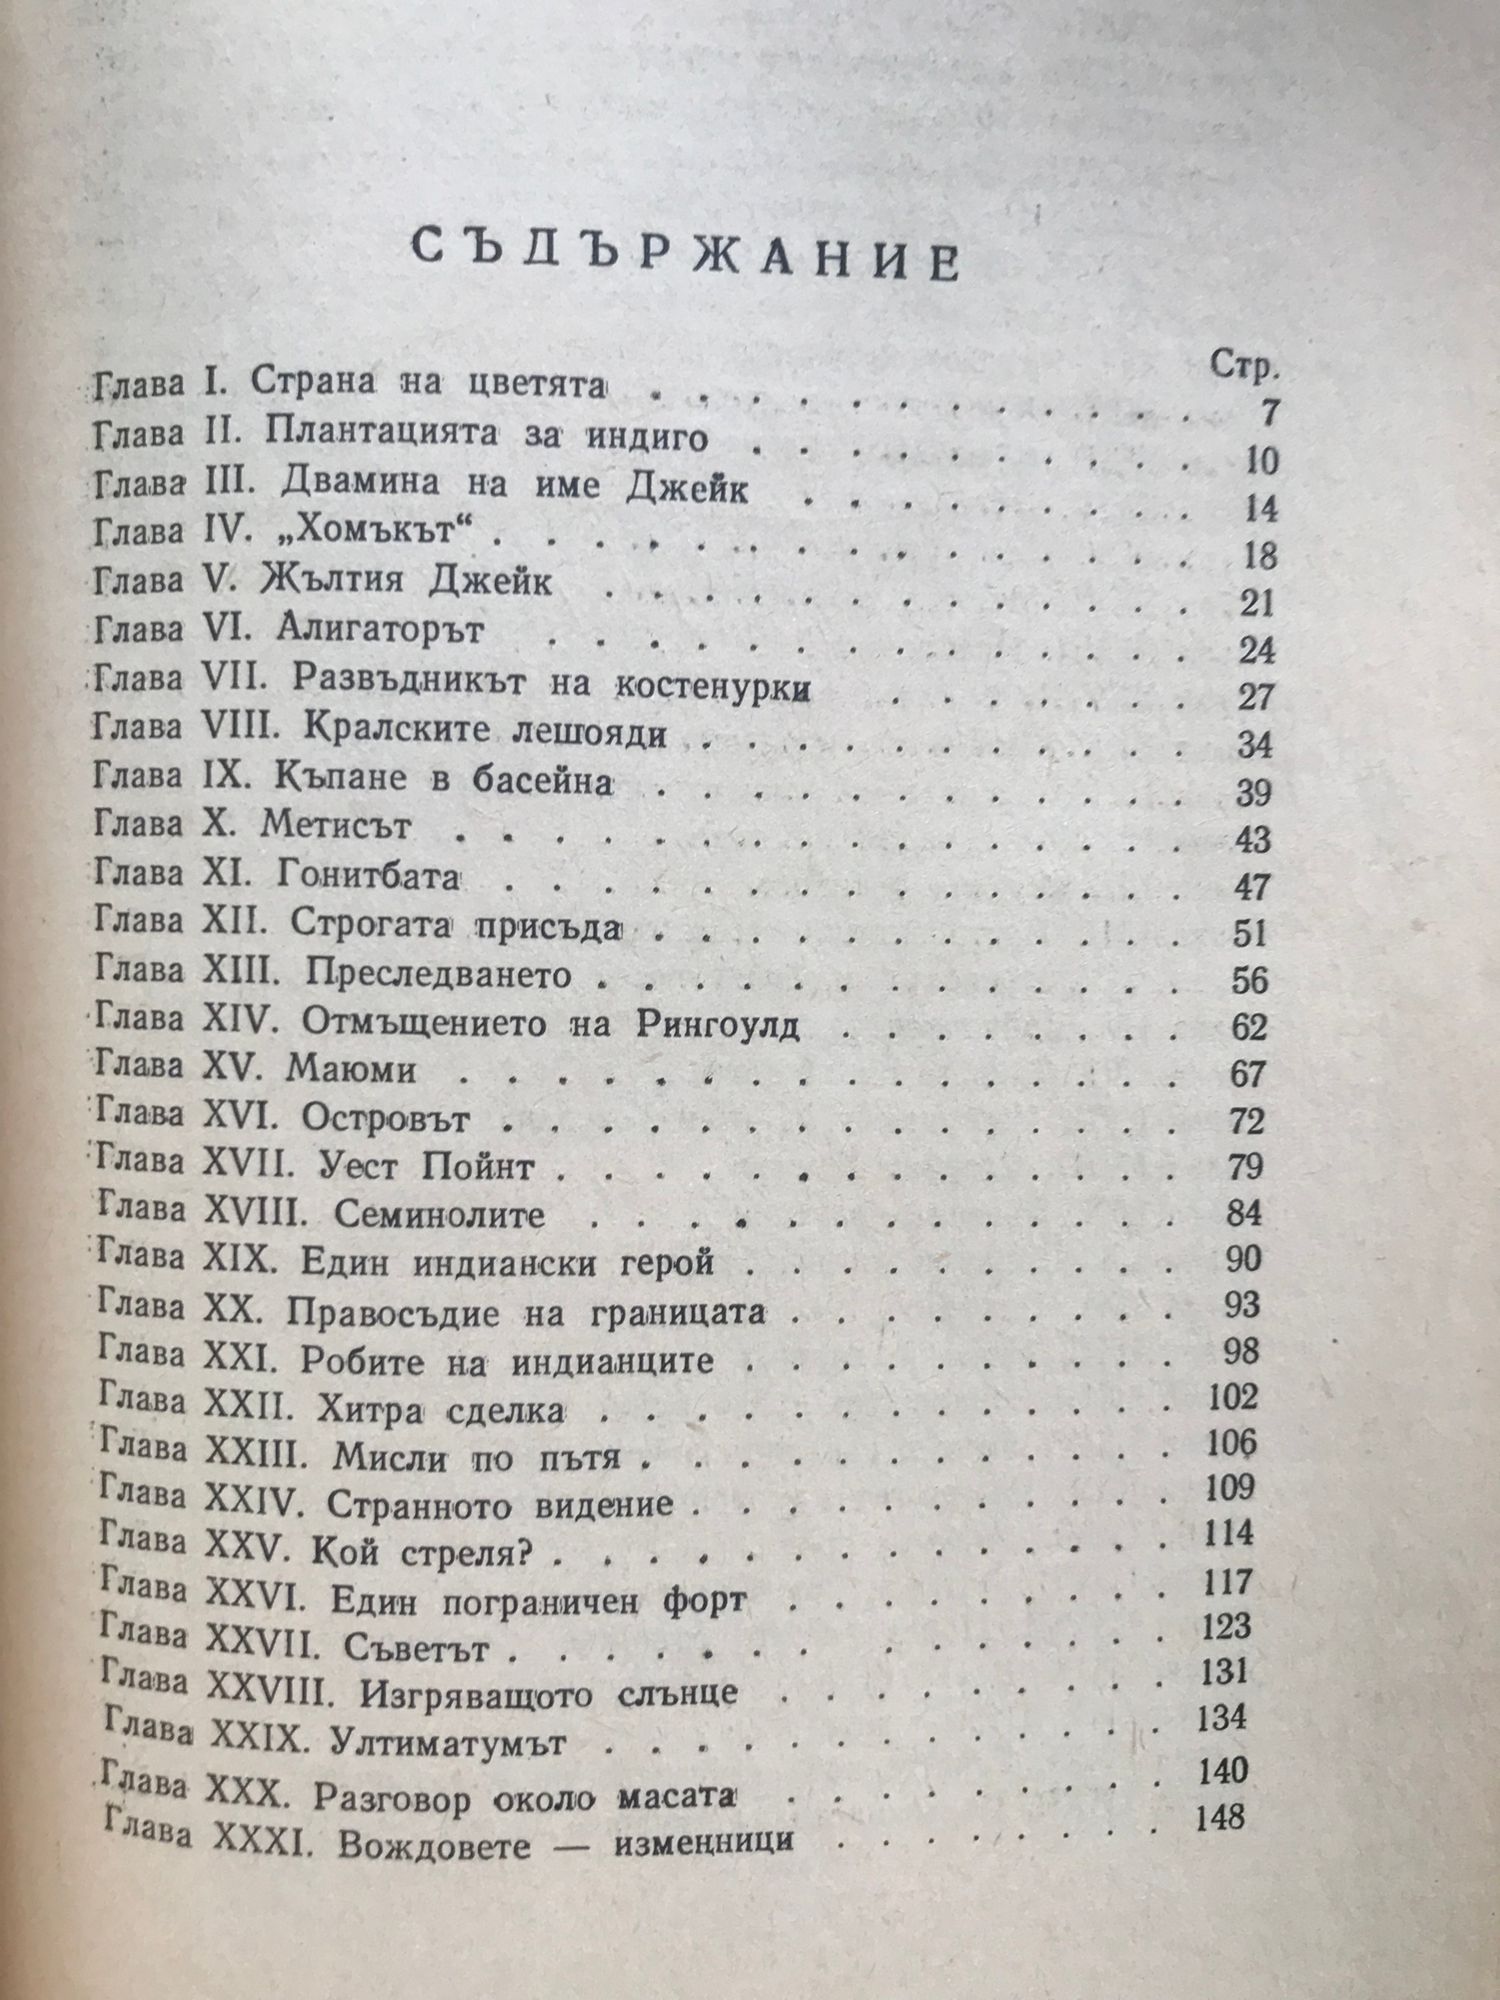 СЪДЪРЖАНИЕ
Стр.
Глава I. Страна на цветята . . . . . . . . . . . . 7
Глава II. Плантацията за индиго . . . . . . . . . . 10
Глава III. Двамина на име Джейк . . . . . . . . . 14
Глава IV. „Хомъкът“ . . . . . . . . . . . . . . . 18
Глава V. Жълтия Джейк . . . . . . . . . . . . . 21
Глава VI. Алигаторът . . . . . . . . . . . . . . 24
Глава VII. Развъдникът на костенурки . . . . . . . 27
Глава VIII. Кралските лешояди . . . . . . . . . . . 34
Глава IX. Къпане в басейна . . . . . . . . . . . . 39
Глава X. Метисът . . . . . . . . . . . . . . . . 43
Глава XI. Гонитбата . . . . . . . . . . . . . . . 47
Глава XII. Строгата присъда . . . . . . . . . . . . 51
Глава XIII. Преследването . . . . . . . . . . . . . 56
Глава XIV. Отмъщението на Рингоулд . . . . . . . . 62
Глава XV. Маюми . . . . . . . . . . . . . . . . 67
Глава XVI. Островът . . . . . . . . . . . . . . . 72
Глава XVII. Уест Пойнт . . . . . . . . . . . . . . 79
Глава XVIII. Семинолите . . . . . . . . . . . . . 84
Глава XIX. Един индиански герой . . . . . . . . . . 90
Глава XX. Правосъдие на границата . . . . . . . . . 93
Глава XXI. Робите на индианците . . . . . . . . . . 98
Глава XXII. Хитра сделка . . . . . . . . . . . . . 102
Глава XXIII. Мисли по пътя . . . . . . . . . . . . 106
Глава XXIV. Странното видение . . . . . . . . . . . 109
Глава XXV. Кой стреля? . . . . . . . . . . . . . . 114
Глава XXVI. Един пограничен форт . . . . . . . . . 117
Глава XXVII. Съветът . . . . . . . . . . . . . . . 123
Глава XXVIII. Изгряващото слънце . . . . . . . . . 131
Глава XXIX. Ултиматумът . . . . . . . . . . . . . 134
Глава XXX. Разговор около масата . . . . . . . . . 140
Глава XXXI. Вождовете — изменници . . . . . . . . 148